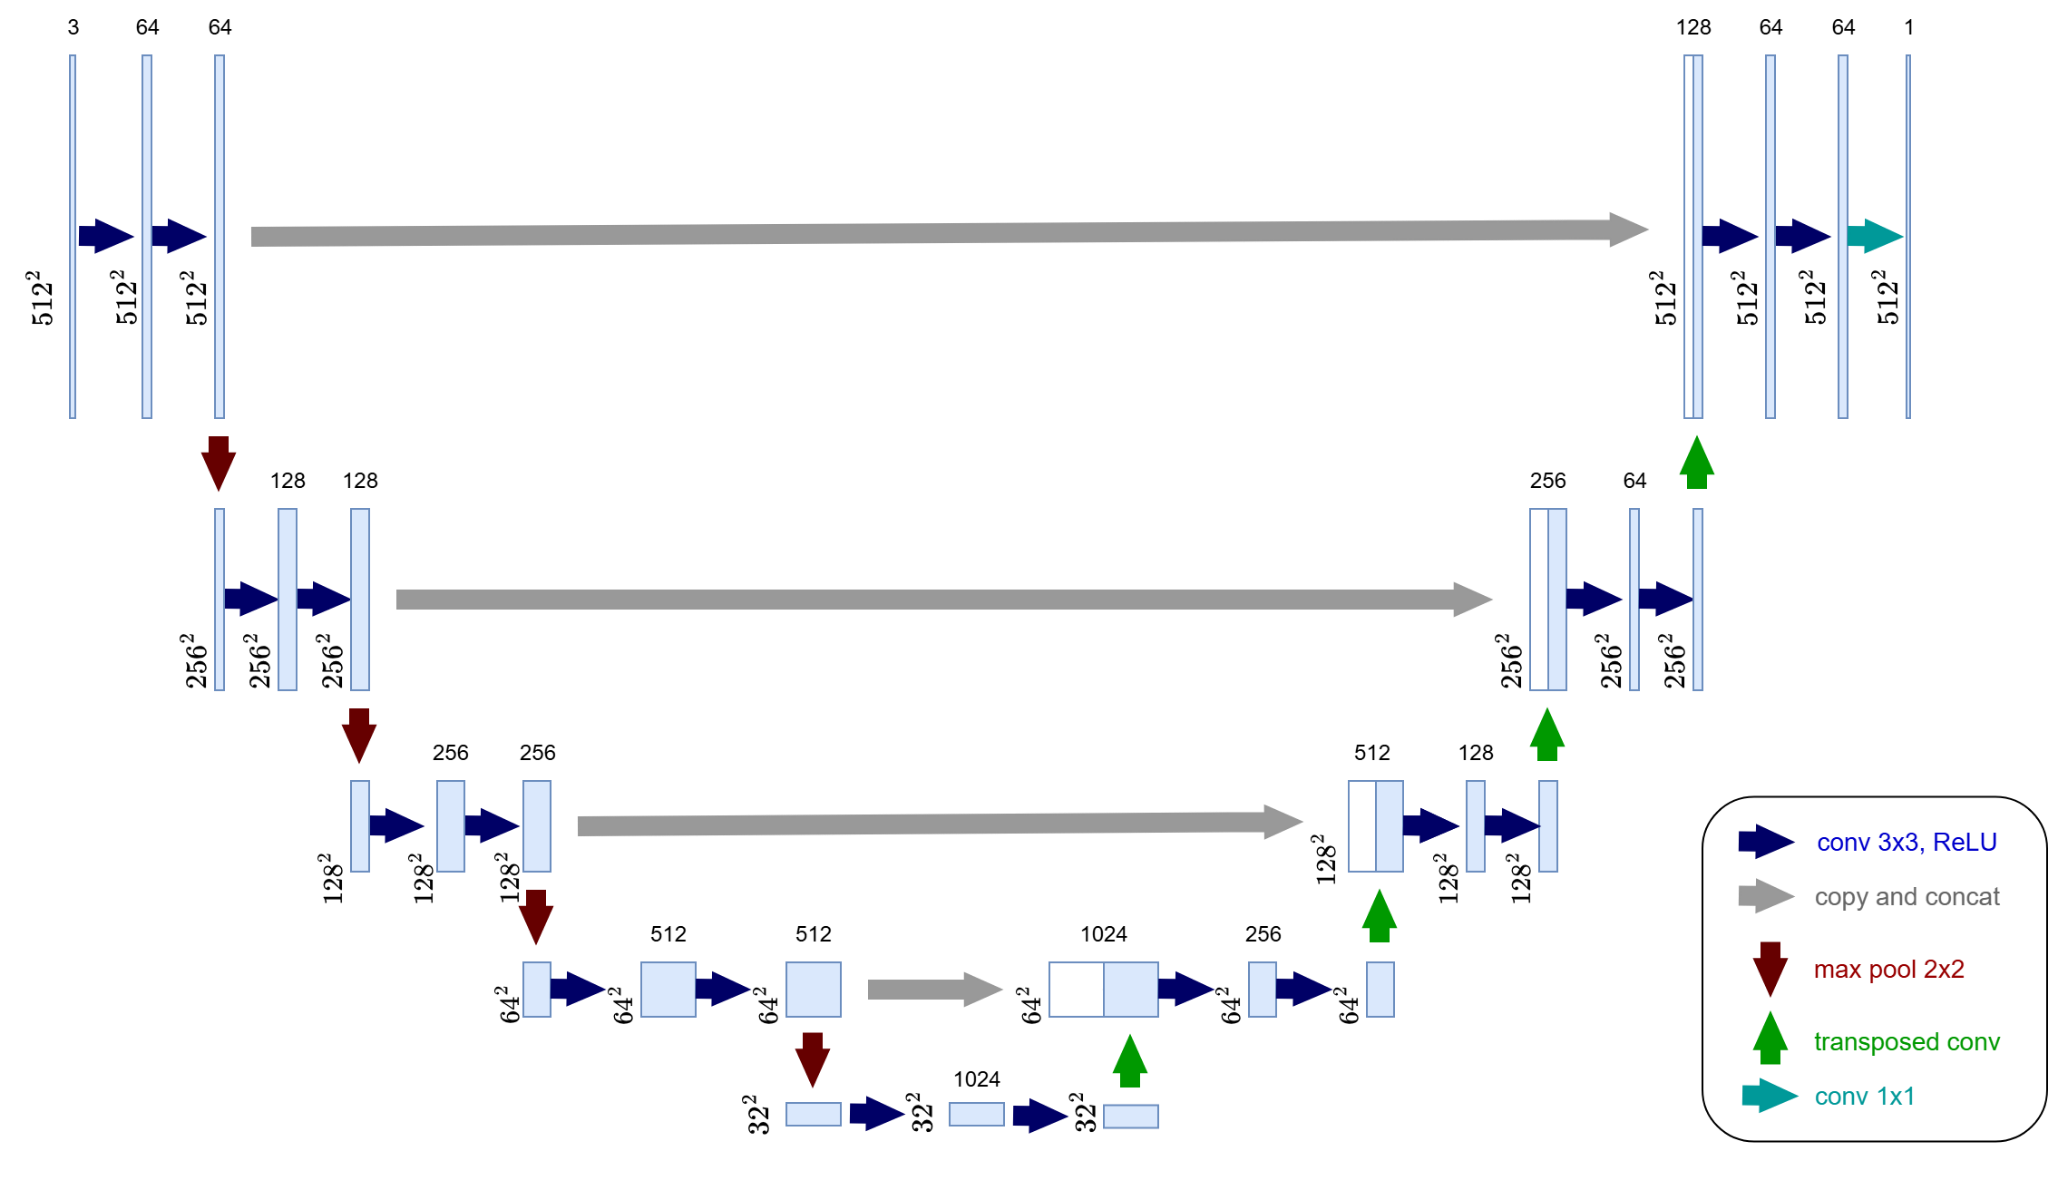 3 64 64 128 64 64 1
512² 512² 512² 512² 512² 512² 512²
128 128 256 64
256² 256² 256² 256² 256² 256²
256 256 512 128
128² 128² 128² 128² 128² 128²
512 512 1024 256
64² 64² 64² 64² 64² 64²
1024
32² 32² 32²
conv 3x3, ReLU
copy and concat
max pool 2x2
transposed conv
conv 1x1